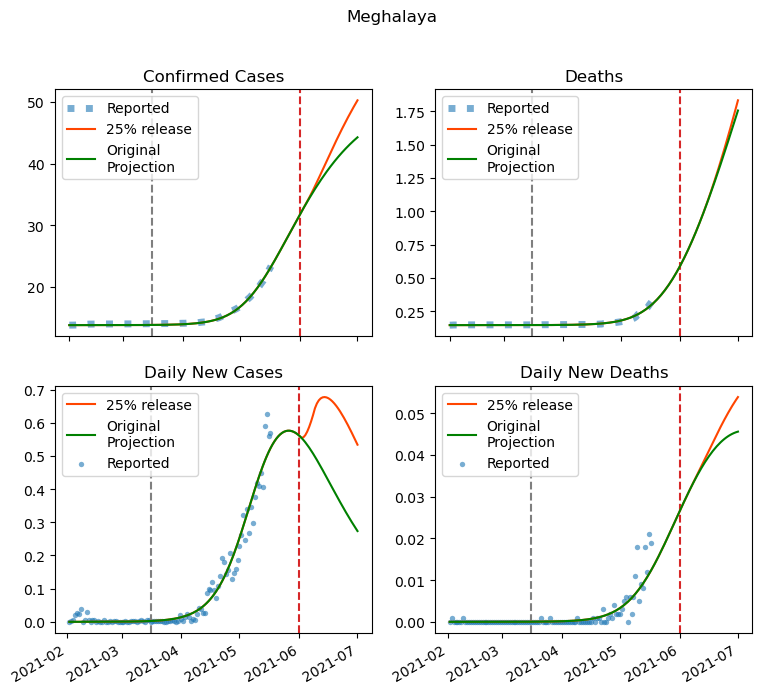 Meghalaya
Confirmed Cases
Reported
25% release
Original
Projection
50
40
30
20
Deaths
Reported
25% release
Original
Projection
1.75
1.50
1.25
1.00
0.75
0.50
0.25
Daily New Cases
25% release
Original
Projection
Reported
0.7
0.6
0.5
0.4
0.3
0.2
0.1
0.0
2021-02
2021-03
2021-04
2021-05
2021-06
2021-07
Daily New Deaths
25% release
Original
Projection
Reported
0.05
0.04
0.03
0.02
0.01
0.00
2021-02
2021-03
2021-04
2021-05
2021-06
2021-07